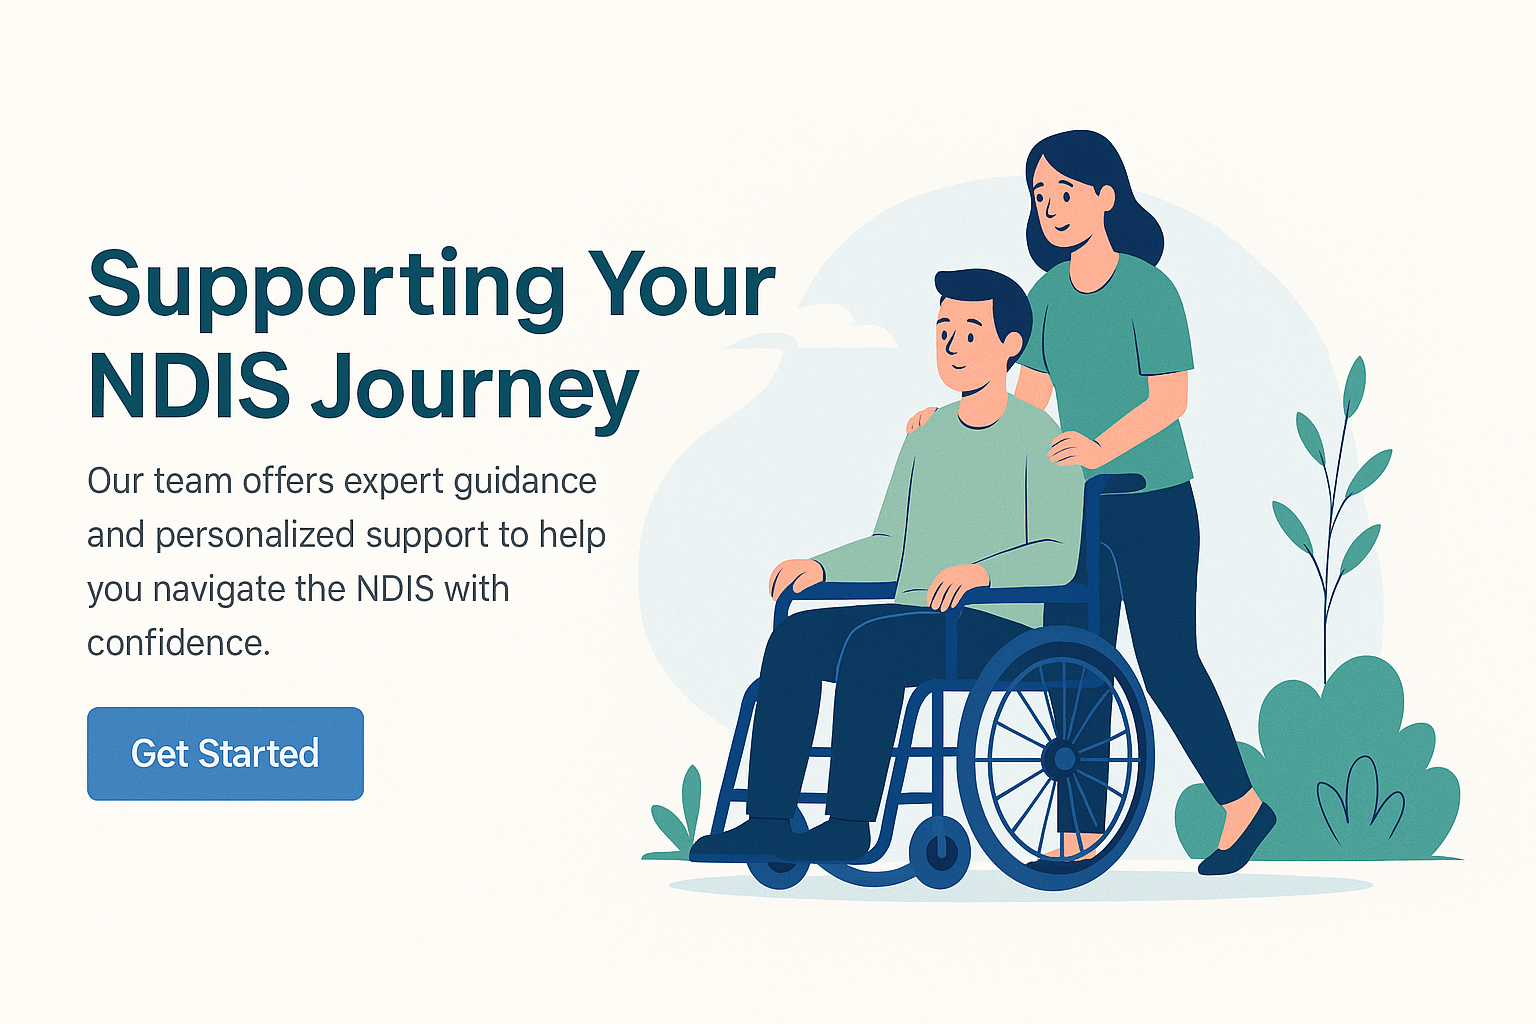 Supporting Your
NDIS Journey
Our team offers expert guidance
and personalized support to help
you navigate the NDIS with
confidence.
Get Started